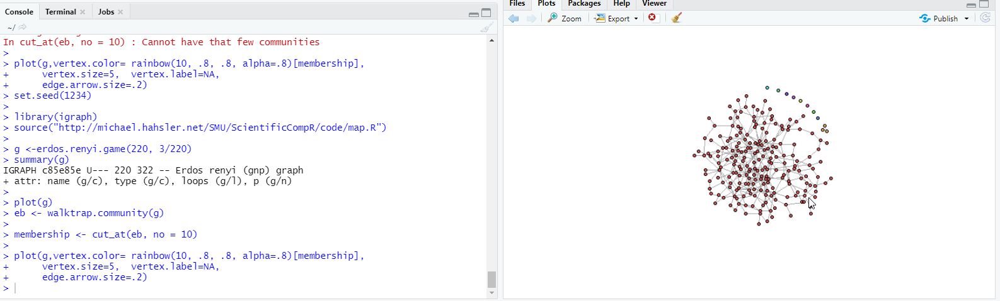 Console Terminal Jobs
~/
In cut_at(eb, no = 10) : Cannot have that few communities
>
> plot(g,vertex.color= rainbow(10, .8, .8, alpha=.8)[membership],
+      vertex.size=5,  vertex.label=NA,
+      edge.arrow.size=.2)
> set.seed(1234)
>
> library(igraph)
> source("http://michael.hahsler.net/SMU/ScientificCompR/code/map.R")
>
> g <-erdos.renyi.game(220, 3/220)
> summary(g)
IGRAPH c85e85e U--- 220 322 -- Erdos renyi (gnp) graph
+ attr: name (g/c), type (g/c), loops (g/l), p (g/n)
>
> plot(g)
> eb <- walktrap.community(g)
>
> membership <- cut_at(eb, no = 10)
>
> plot(g,vertex.color= rainbow(10, .8, .8, alpha=.8)[membership],
+      vertex.size=5,  vertex.label=NA,
+      edge.arrow.size=.2)
>
Files Plots Packages Help Viewer
Zoom Export Publish